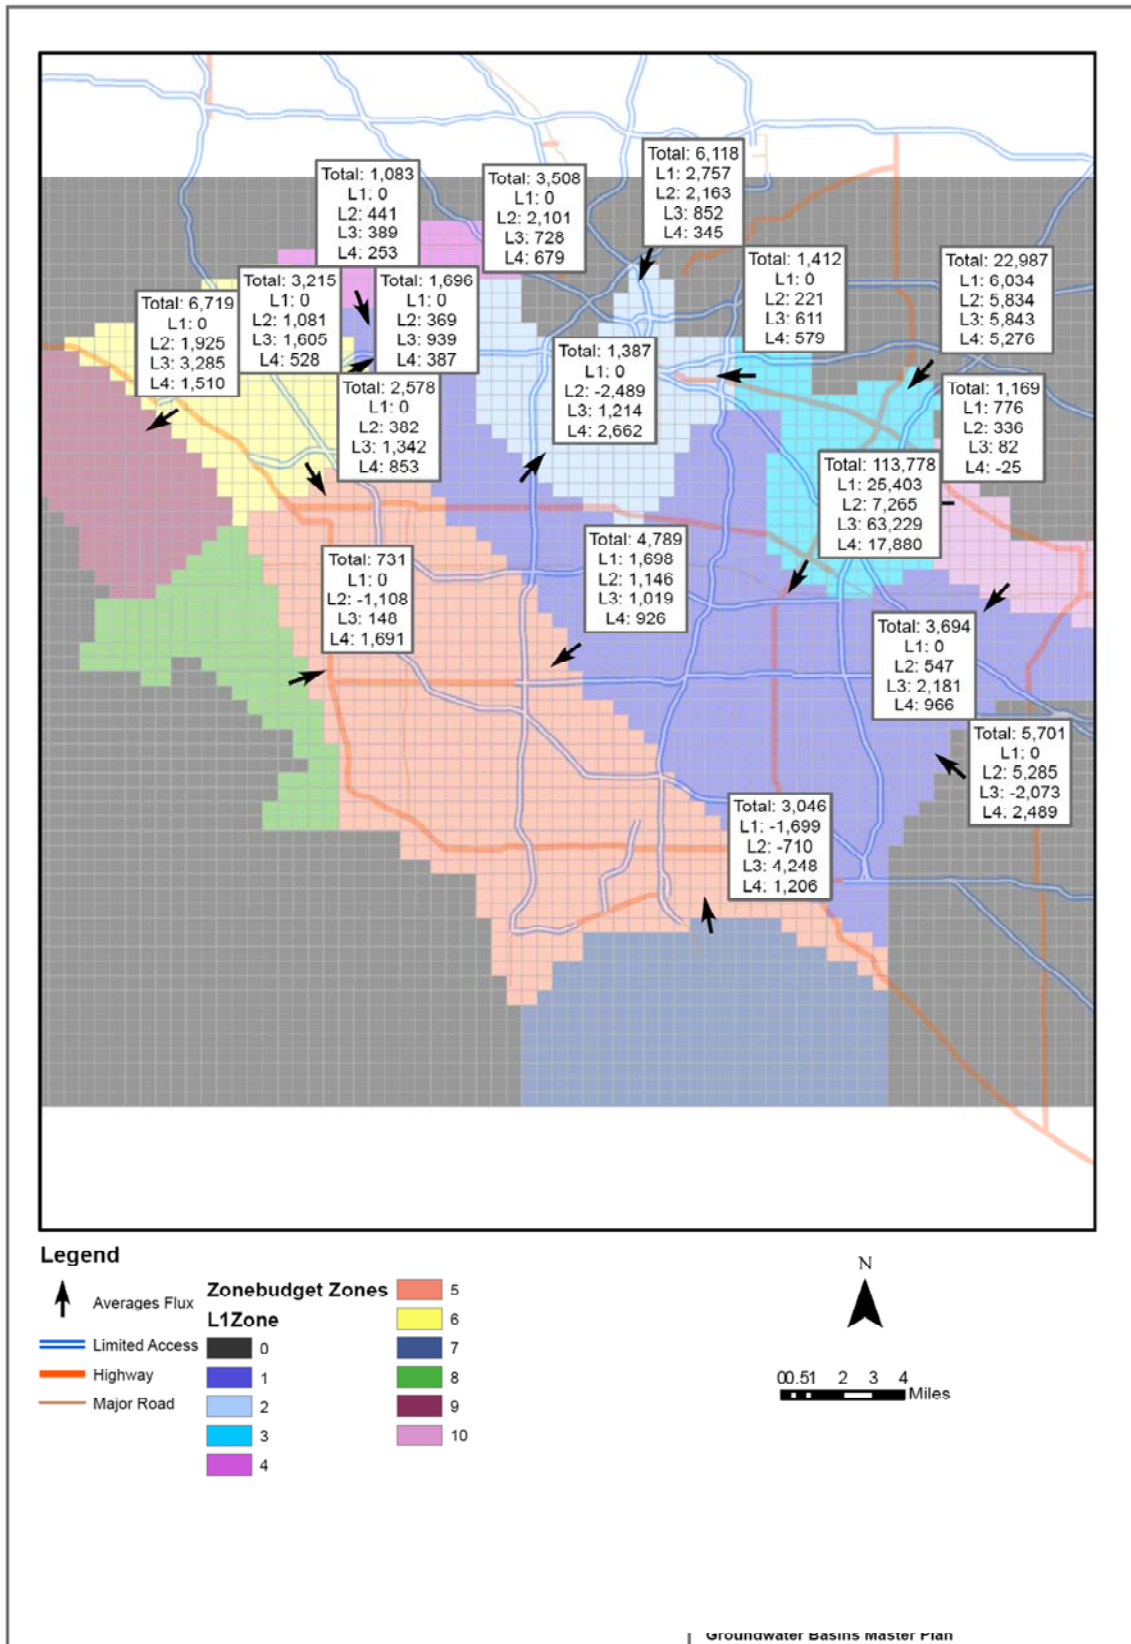 Total: 6,118
L1: 2,757
L2: 2,163
L3: 852
L4: 345
Total: 1,083
L1: 0
L2: 441
L3: 389
L4: 253
Total: 3,508
L1: 0
L2: 2,101
L3: 728
L4: 679
Total: 1,412
L1: 0
L2: 221
L3: 611
L4: 579
Total: 22,987
L1: 6,034
L2: 5,834
L3: 5,843
L4: 5,276
Total: 6,719
L1: 0
L2: 1,925
L3: 3,285
L4: 1,510
Total: 3,215
L1: 0
L2: 1,081
L3: 1,605
L4: 528
Total: 1,696
L1: 0
L2: 369
L3: 939
L4: 387
Total: 1,387
L1: 0
L2: -2,489
L3: 1,214
L4: 2,662
Total: 2,578
L1: 0
L2: 382
L3: 1,342
L4: 853
Total: 1,169
L1: 776
L2: 336
L3: 82
L4: -25
Total: 113,778
L1: 25,403
L2: 7,265
L3: 63,229
L4: 17,880
Total: 731
L1: 0
L2: -1,108
L3: 148
L4: 1,691
Total: 4,789
L1: 1,698
L2: 1,146
L3: 1,019
L4: 926
Total: 3,694
L1: 0
L2: 547
L3: 2,181
L4: 966
Total: 5,701
L1: 0
L2: 5,285
L3: -2,073
L4: 2,489
Total: 3,046
L1: -1,699
L2: -710
L3: 4,248
L4: 1,206
Legend
Averages Flux
Limited Access
Highway
Major Road
Zonebudget Zones
L1Zone
0
1
2
3
4
5
6
7
8
9
10
N
00.51 2 3 4
Miles
Groundwater Basins Master Plan